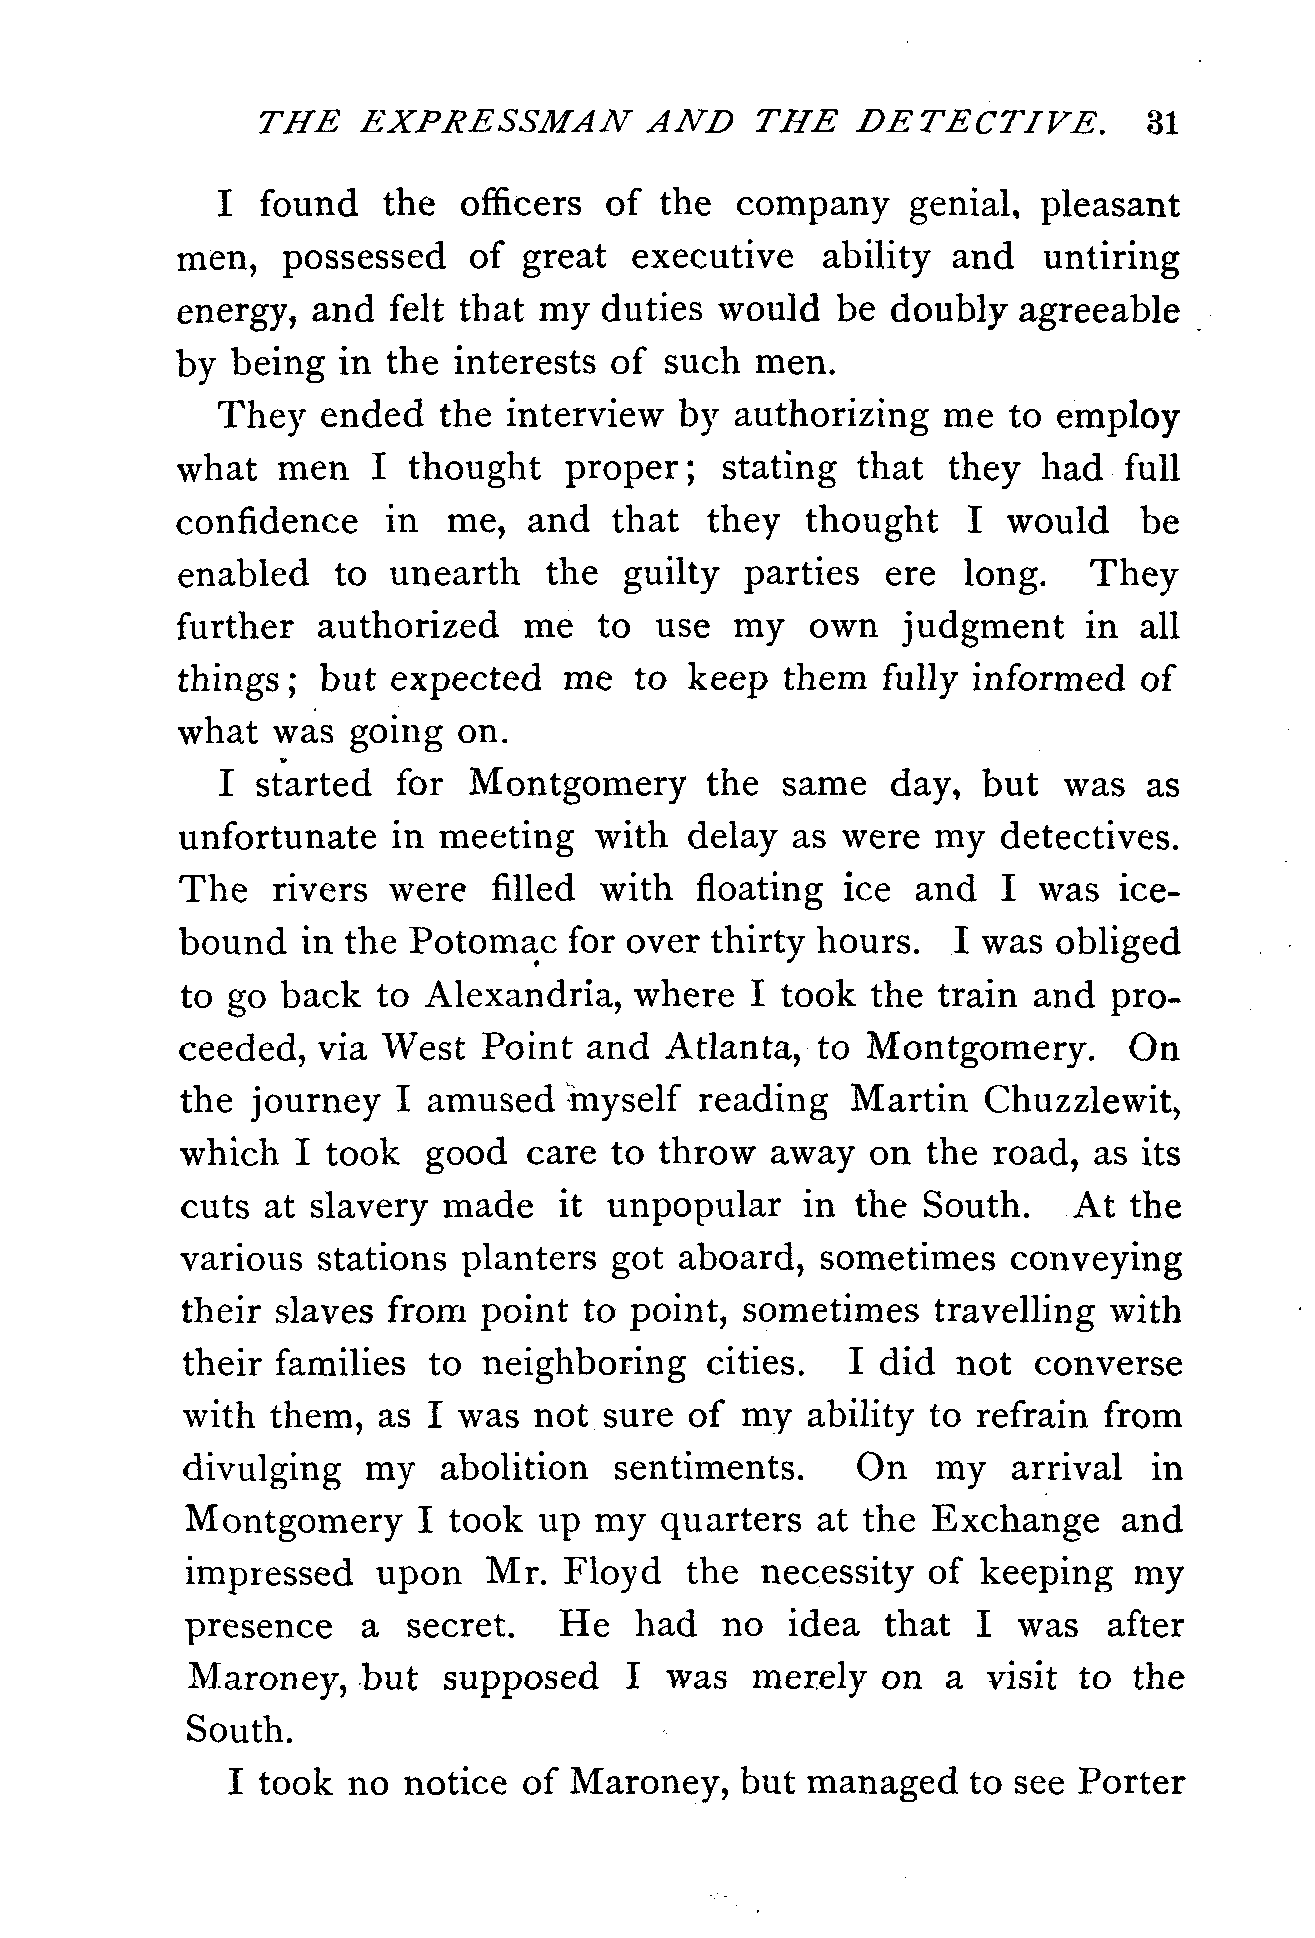 THE EXPRESSMAN AND THE DETECTIVE. 31
I found the officers of the company genial, pleasant
men, possessed of great executive ability and untiring
energy, and felt that my duties would be doubly agreeable
by being in the interests of such men.
They ended the interview by authorizing me to employ
what men I thought proper; stating that they had full
confidence in me, and that they thought I would be
enabled to unearth the guilty parties ere long. They
further authorized me to use my own judgment in all
things; but expected me to keep them fully informed of
what was going on.
I started for Montgomery the same day, but was as
unfortunate in meeting with delay as were my detectives.
The rivers were filled with floating ice and I was ice-
bound in the Potomac for over thirty hours. I was obliged
to go back to Alexandria, where I took the train and pro-
ceeded, via West Point and Atlanta, to Montgomery. On
the journey I amused myself reading Martin Chuzzlewit,
which I took good care to throw away on the road, as its
cuts at slavery made it unpopular in the South. At the
various stations planters got aboard, sometimes conveying
their slaves from point to point, sometimes travelling with
their families to neighboring cities. I did not converse
with them, as I was not sure of my ability to refrain from
divulging my abolition sentiments. On my arrival in
Montgomery I took up my quarters at the Exchange and
impressed upon Mr. Floyd the necessity of keeping my
presence a secret. He had no idea that I was after
Maroney, but supposed I was merely on a visit to the
South.
I took no notice of Maroney, but managed to see Porter